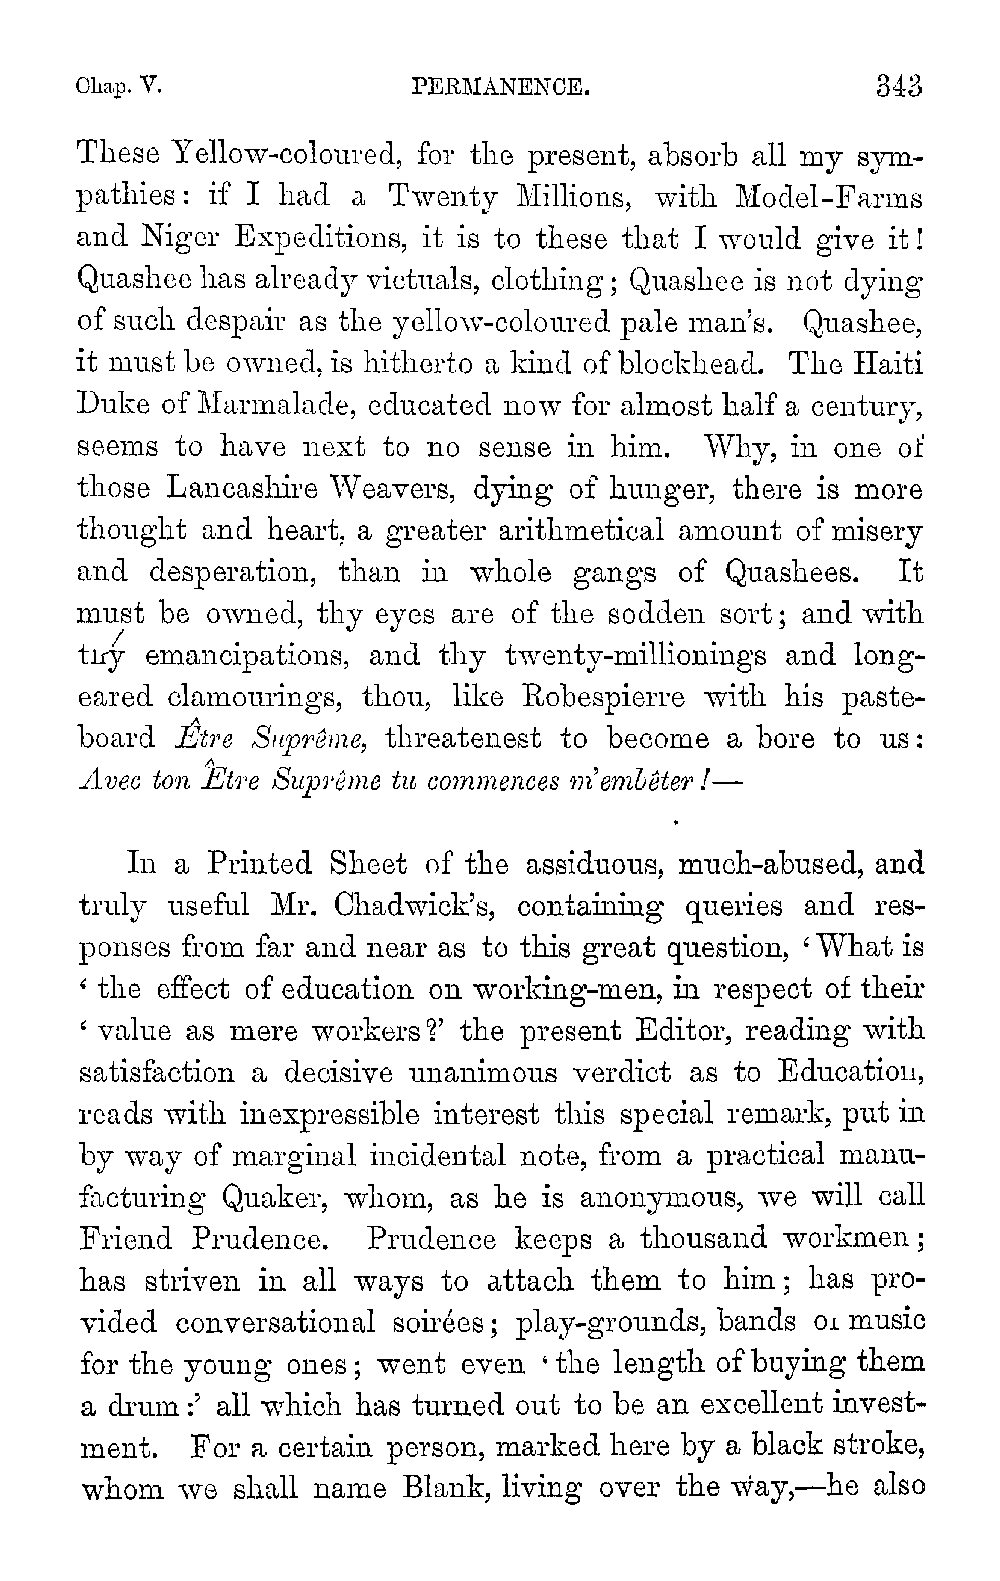 Chap. V. PERMANENCE. 343
These Yellow-coloured, for the present, absorb all my sym-
pathies: if I had a Twenty Millions, with Model-Farms
and Niger Expeditions, it is to these that I would give it!
Quashee has already victuals, clothing; Quashee is not dying
of such despair as the yellow-coloured pale man's. Quashee,
it must be owned, is hitherto a kind of blockhead. The Haiti
Duke of Marmalade, educated now for almost half a century,
seems to have next to no sense in him. Why, in one of
those Lancashire Weavers, dying of hunger, there is more
thought and heart, a greater arithmetical amount of misery
and desperation, than in whole gangs of Quashees. It
must be owned, thy eyes are of the sodden sort; and with
thy emancipations, and thy twenty-millionings and long-
eared clamourings, thou, like Robespierre with his paste-
board Être Suprême, threatenest to become a bore to us:
Avec ton Être Suprême tu commences m'embêter!—
In a Printed Sheet of the assiduous, much-abused, and
truly useful Mr. Chadwick's, containing queries and res-
ponses from far and near as to this great question, ‘What is
‘ the effect of education on working-men, in respect of their
‘ value as mere workers?’ the present Editor, reading with
satisfaction a decisive unanimous verdict as to Education,
reads with inexpressible interest this special remark, put in
by way of marginal incidental note, from a practical manu-
facturing Quaker, whom, as he is anonymous, we will call
Friend Prudence. Prudence keeps a thousand workmen;
has striven in all ways to attach them to him; has pro-
vided conversational soirées; play-grounds, bands of music
for the young ones; went even ‘the length of buying them
a drum:’ all which has turned out to be an excellent invest-
ment. For a certain person, marked here by a black stroke,
whom we shall name Blank, living over the way,—he also